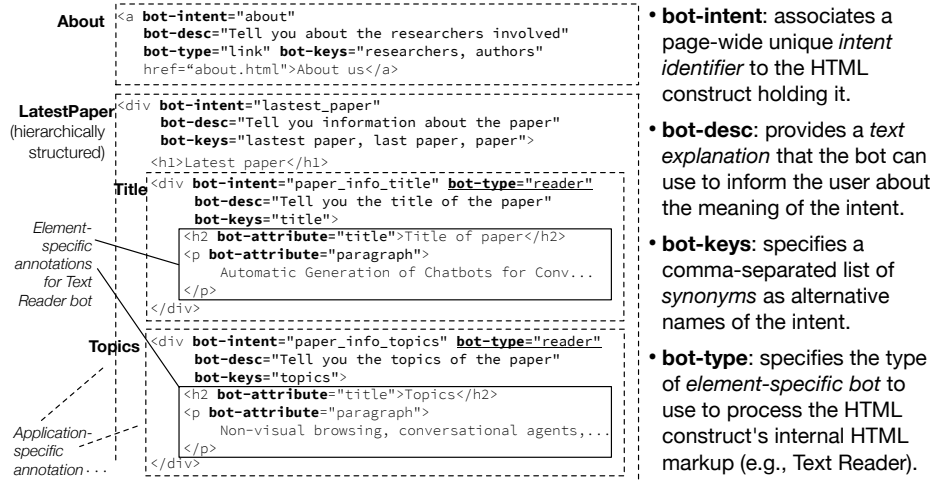 About
<a bot-intent="about"
bot-desc="Tell you about the researchers involved"
bot-type="link" bot-keys="researchers, authors"
href="about.html">About us</a>
LatestPaper
(hierarchically
structured)
<div bot-intent="lastest_paper"
bot-desc="Tell you information about the paper"
bot-keys="lastest paper, last paper, paper">
<h1>Latest paper</h1>
Title
<div bot-intent="paper_info_title" bot-type="reader"
bot-desc="Tell you the title of the paper"
bot-keys="title">
<h2 bot-attribute="title">Title of paper</h2>
<p bot-attribute="paragraph">
Automatic Generation of Chatbots for Conv...
</p>
</div>
Element-
specific
annotations
for Text
Reader bot
Topics
<div bot-intent="paper_info_topics" bot-type="reader"
bot-desc="Tell you the topics of the paper"
bot-keys="topics">
<h2 bot-attribute="title">Topics</h2>
<p bot-attribute="paragraph">
Non-visual browsing, conversational agents,...
</p>
</div>
Application-
specific
annotation
• bot-intent: associates a
page-wide unique intent
identifier to the HTML
construct holding it.
• bot-desc: provides a text
explanation that the bot can
use to inform the user about
the meaning of the intent.
• bot-keys: specifies a
comma-separated list of
synonyms as alternative
names of the intent.
• bot-type: specifies the type
of element-specific bot to
use to process the HTML
construct's internal HTML
markup (e.g., Text Reader).